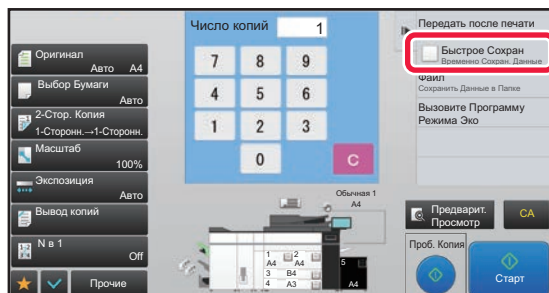 Число копий 1
Оригинал
Авто A4
Выбор Бумаги
Авто
2-Стор. Копия
1-Сторонн.→1-Сторонн.
Масштаб
100%
Экспозиция
Авто
Вывод копий
N в 1
Off
Прочие
7 8 9
4 5 6
1 2 3
0 C
Обычная 1
A4
1 2
A4 A4
3 B4
4 A3
5
A4
Передать после печати
Быстрое Сохран
Временно Сохран. Данные
Файл
Сохранить Данные в Папке
Вызовите Программу
Режима Эко
Предварит.
Просмотр
CA
Проб. Копия
Старт